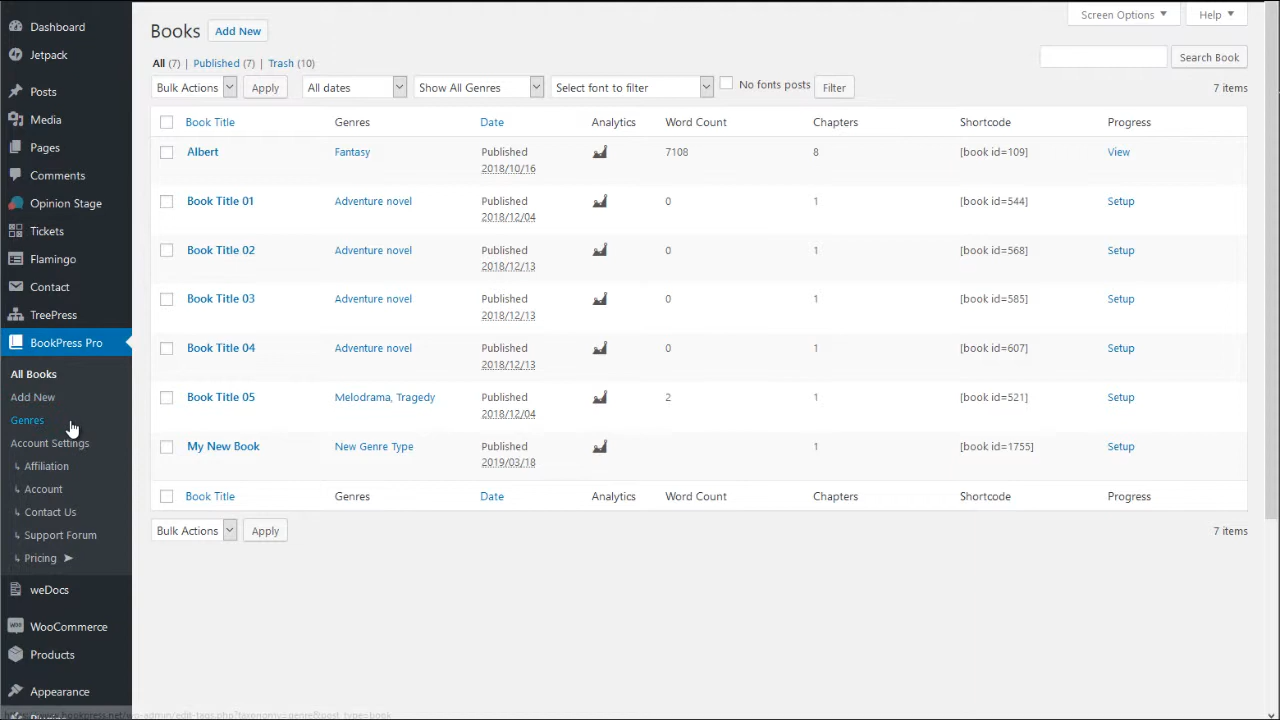 Dashboard
Jetpack
Posts
Media
Pages
Comments
Opinion Stage
Tickets
Flamingo
Contact
TreePress
BookPress Pro
All Books
Add New
Genres
Account Settings
↳ Affiliation
↳ Account
↳ Contact Us
↳ Support Forum
↳ Pricing ➤
weDocs
WooCommerce
Products
Appearance
Screen Options ▼ Help ▼
Books Add New
All (7) | Published (7) | Trash (10)
Search Book
Bulk Actions Apply All dates Show All Genres Select font to filter No fonts posts Filter 7 items
Book Title Genres Date Analytics Word Count Chapters Shortcode Progress
Albert Fantasy Published 7108 8 [book id=109] View
2018/10/16
Book Title 01 Adventure novel Published 0 1 [book id=544] Setup
2018/12/04
Book Title 02 Adventure novel Published 0 1 [book id=568] Setup
2018/12/13
Book Title 03 Adventure novel Published 0 1 [book id=585] Setup
2018/12/13
Book Title 04 Adventure novel Published 0 1 [book id=607] Setup
2018/12/13
Book Title 05 Melodrama, Tragedy Published 2 1 [book id=521] Setup
2018/12/04
My New Book New Genre Type Published 1 [book id=1755] Setup
2019/03/18
Book Title Genres Date Analytics Word Count Chapters Shortcode Progress
Bulk Actions Apply 7 items